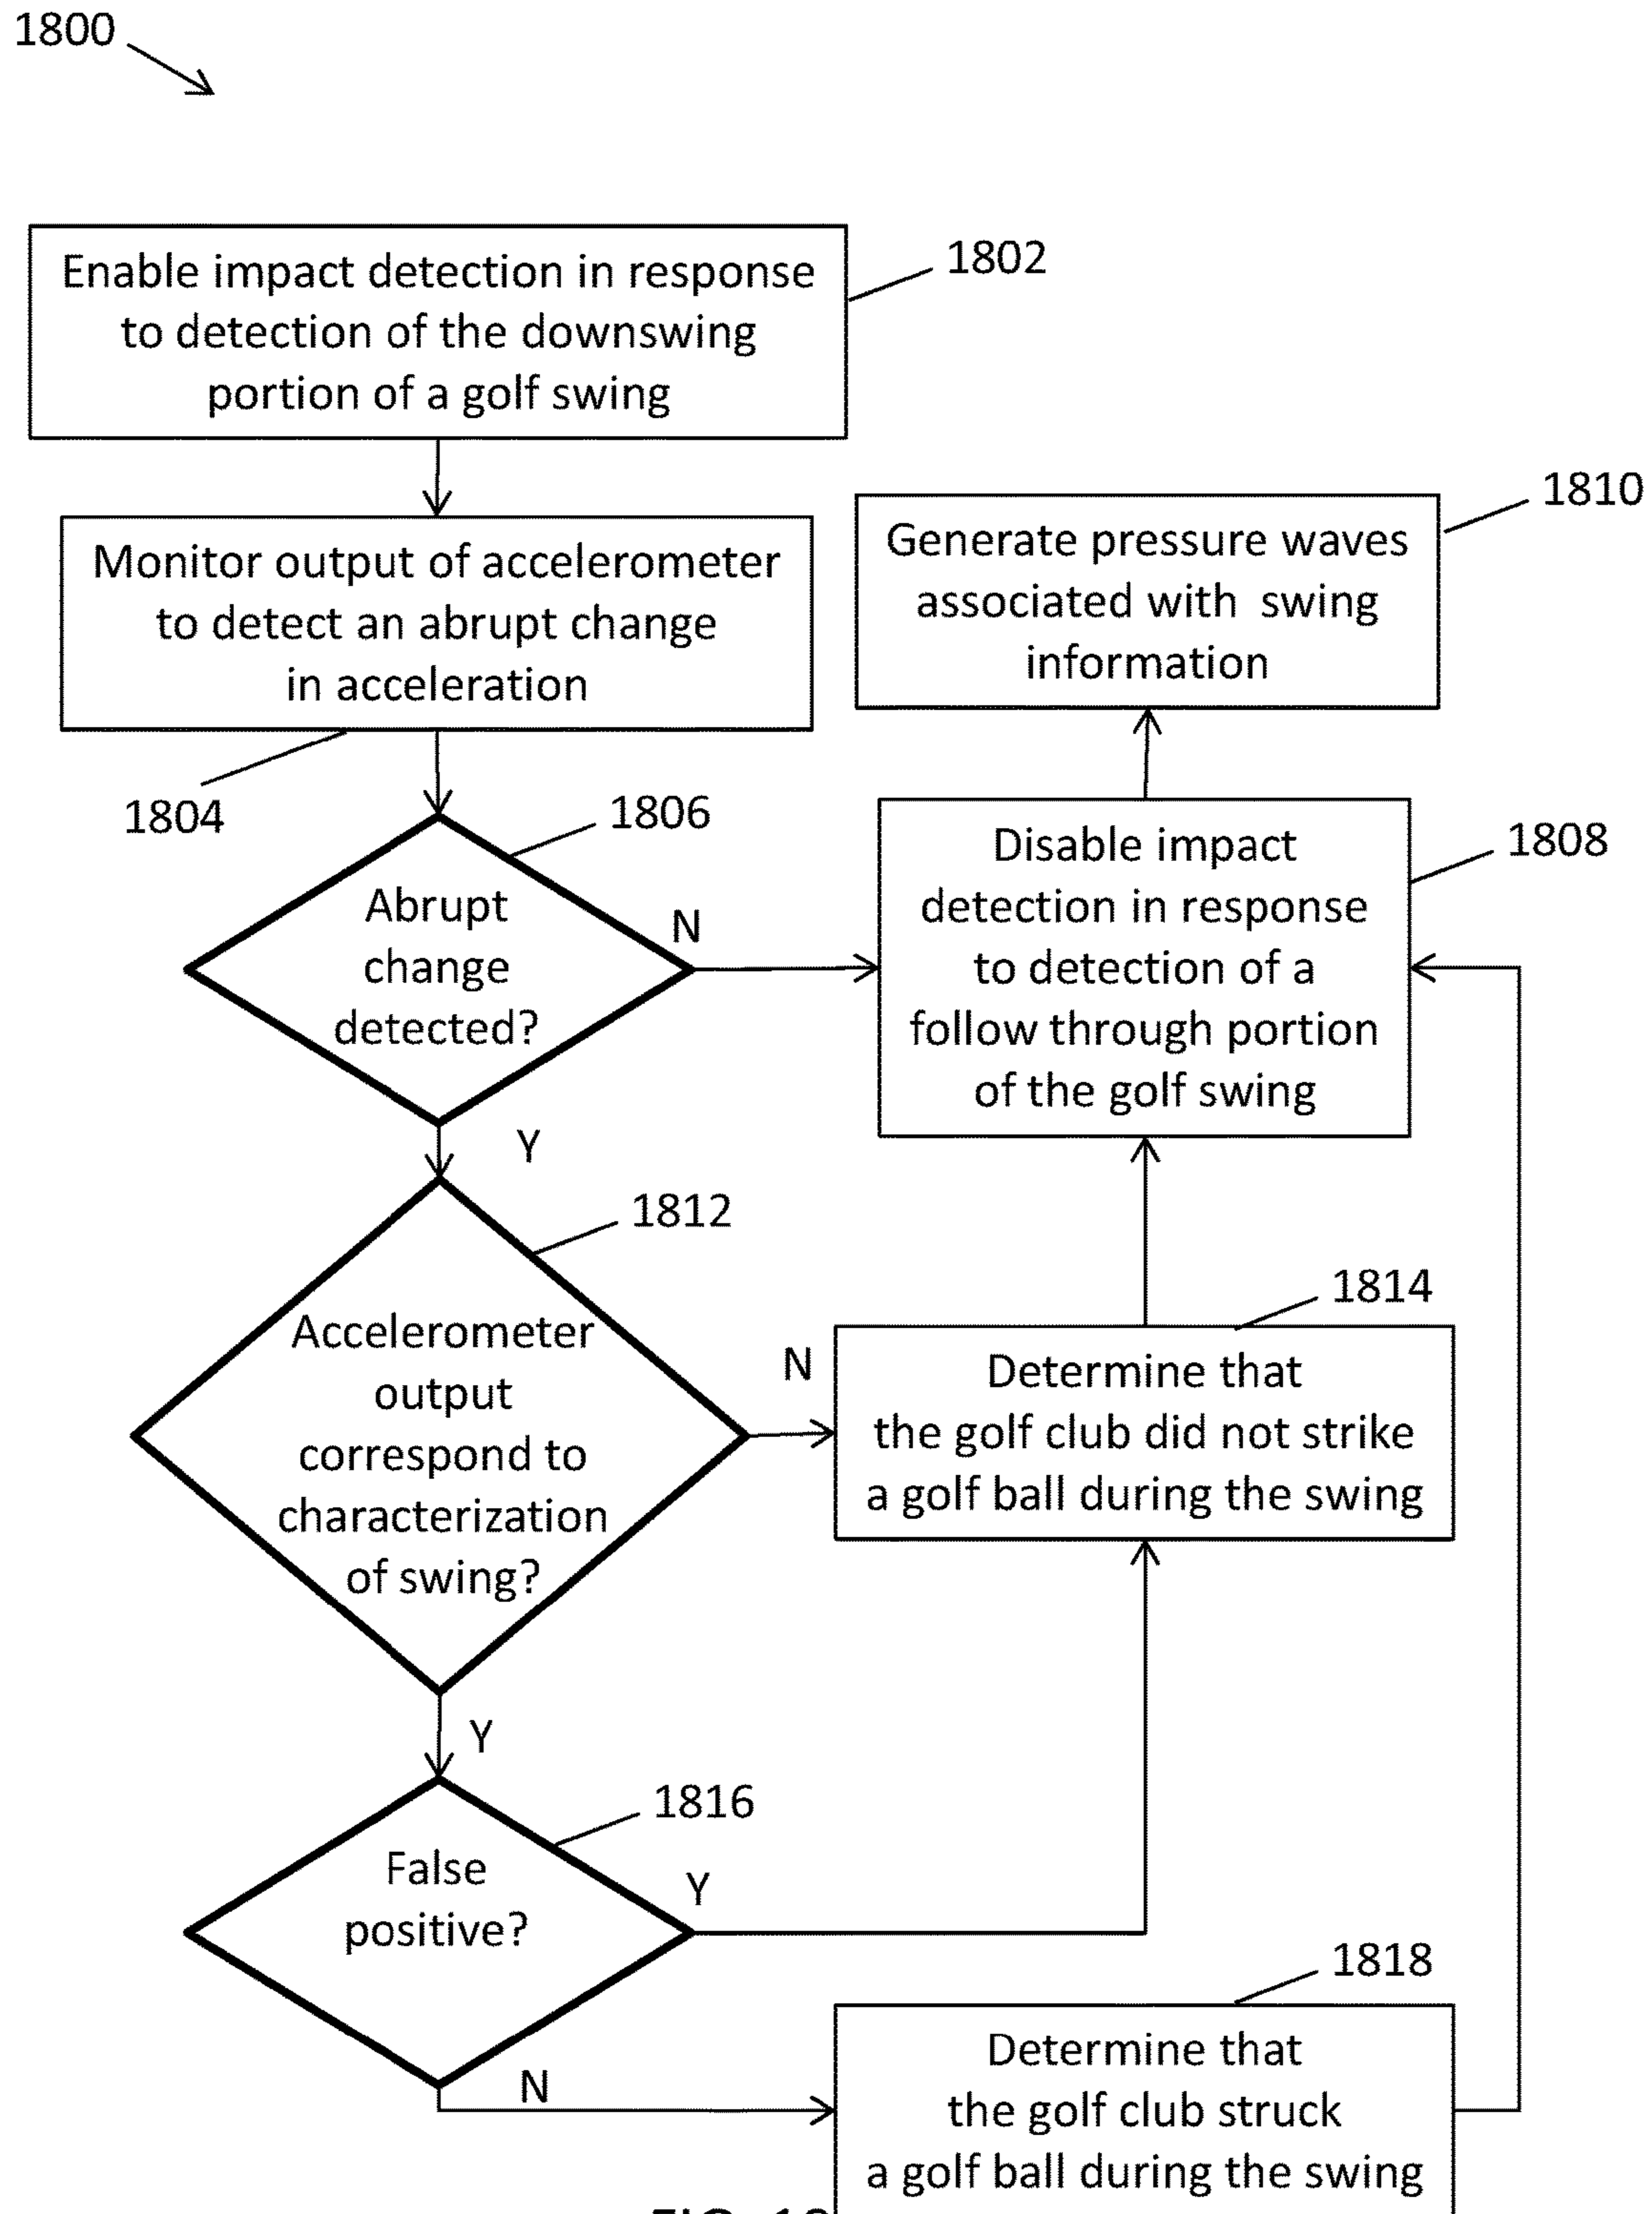 1800
Enable impact detection in response
to detection of the downswing
portion of a golf swing
1802
Monitor output of accelerometer
to detect an abrupt change
in acceleration
1804
Generate pressure waves
associated with swing
information
1810
Abrupt
change
detected?
1806
N
Y
Disable impact
detection in response
to detection of a
follow through portion
of the golf swing
1808
Accelerometer
output
correspond to
characterization
of swing?
1812
N
Y
Determine that
the golf club did not strike
a golf ball during the swing
1814
False
positive?
1816
Y
N
Determine that
the golf club struck
a golf ball during the swing
1818